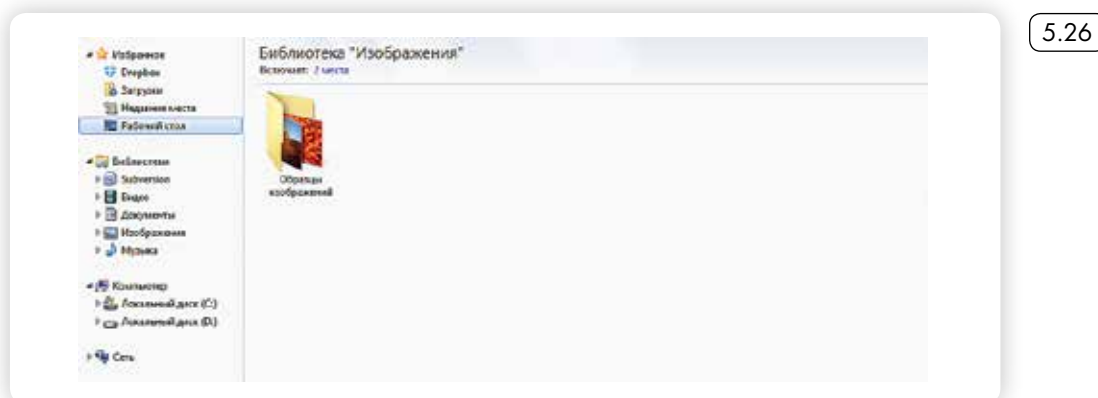 5.26
Избранное
Dropbox
Загрузки
Недавние места
Рабочий стол
Библиотеки
Subversion
Видео
Документы
Изображения
Музыка
Компьютер
Локальный диск (C:)
Локальный диск (D:)
Сеть
Библиотека "Изображения"
Включает: 2 места
Образцы
изображений